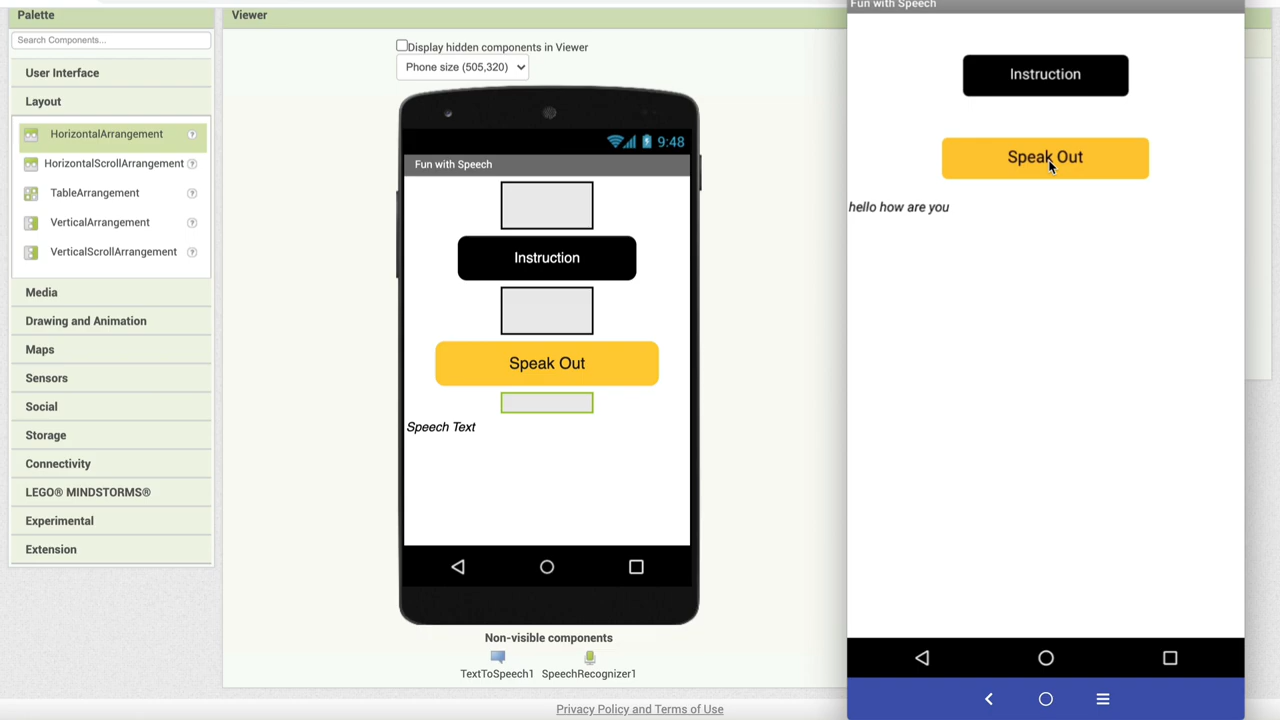 Palette
Search Components...
User Interface
Layout
HorizontalArrangement
HorizontalScrollArrangement
TableArrangement
VerticalArrangement
VerticalScrollArrangement
Media
Drawing and Animation
Maps
Sensors
Social
Storage
Connectivity
LEGO® MINDSTORMS®
Experimental
Extension
Viewer
Display hidden components in Viewer
Phone size (505,320)
9:48
Fun with Speech
Instruction
Speak Out
Speech Text
Non-visible components
TextToSpeech1
SpeechRecognizer1
Privacy Policy and Terms of Use
Fun with Speech
Instruction
Speak Out
hello how are you